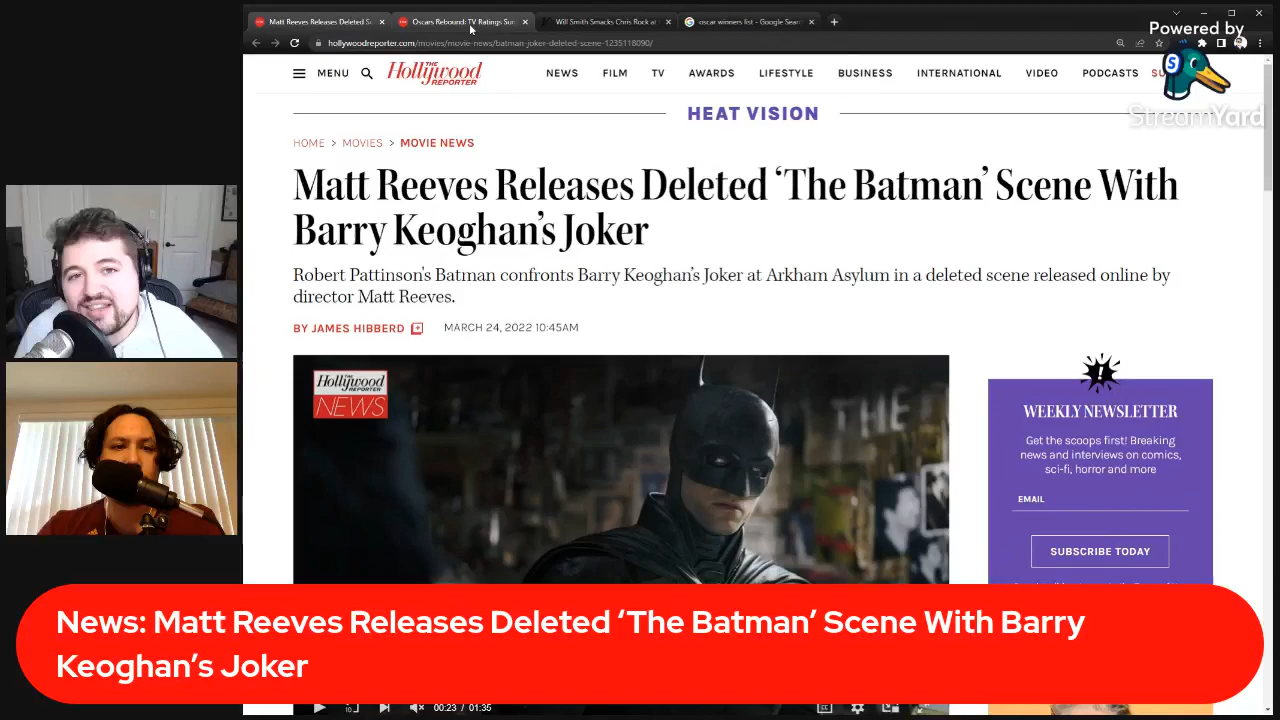 Matt Reeves Releases Deleted S
Oscars Rebound: TV Ratings Su
Will Smith Smacks Chris Rock at
oscar winners list - Google Sear
hollywoodreporter.com/movies/movie-news/batman-joker-deleted-scene-1235118090/
Powered by
StreamYard
MENU
The Hollywood REPORTER
NEWS FILM TV AWARDS LIFESTYLE BUSINESS INTERNATIONAL VIDEO PODCASTS
HEAT VISION
HOME > MOVIES > MOVIE NEWS
Matt Reeves Releases Deleted ‘The Batman’ Scene With
Barry Keoghan’s Joker
Robert Pattinson's Batman confronts Barry Keoghan's Joker at Arkham Asylum in a deleted scene released online by
director Matt Reeves.
BY JAMES HIBBERD MARCH 24, 2022 10:45AM
The Hollywood REPORTER
NEWS
THE
WEEKLY NEWSLETTER
Get the scoops first! Breaking
news and interviews on comics,
sci-fi, horror and more
EMAIL
SUBSCRIBE TODAY
News: Matt Reeves Releases Deleted ‘The Batman’ Scene With Barry
Keoghan’s Joker
00:23 / 01:35